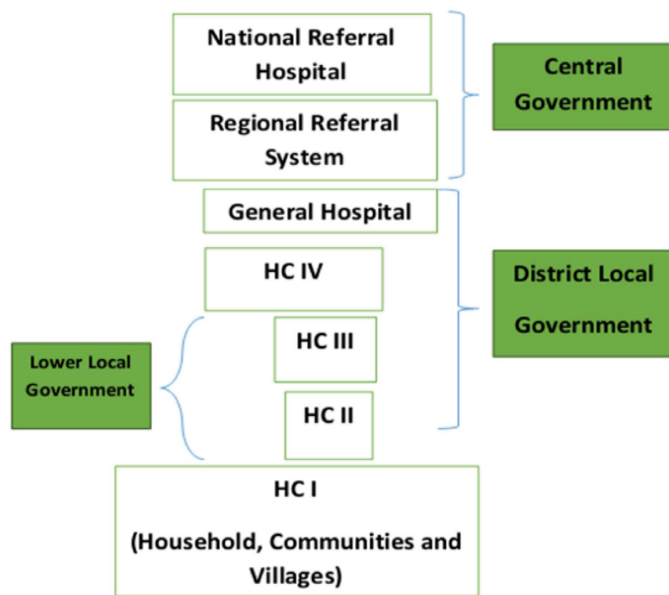 National Referral
Hospital
Central
Government
Regional Referral
System
General Hospital
HC IV
District Local
Government
HC III
Lower Local
Government
HC II
HC I
(Household, Communities and
Villages)